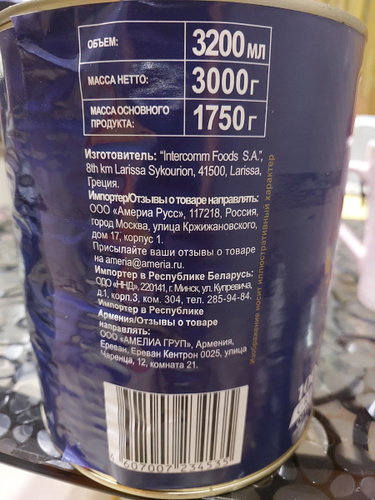 ОБЪЕМ: 3200 МЛ
МАССА НЕТТО: 3000 Г
МАССА ОСНОВНОГО
ПРОДУКТА: 1750 Г
Изготовитель: "Intercomm Foods S.A.",
8th km Larissa Sykourion, 41500, Larissa,
Греция.
Импортер/Отзывы о товаре направлять:
ООО «Америа Русс», 117218, Россия,
город Москва, улица Кржижановского,
дом 17, корпус 1.
Присылайте ваши отзывы о товаре
на ameria@ameria.ru.
Импортер в Республике Беларусь:
ОДО «ННД», 220141, г. Минск, ул. Купревича,
д.1, корп.3, ком. 304, тел. 285-94-84.
Импортер в Республике
Армения/Отзывы о товаре
направлять:
ООО «АМЕЛИА ГРУП», Армения,
Ереван, Ереван Кентрон 0025, улица
Чаренца, 12, комната 21.
Изображение носит иллюстративный характер
607007 234535